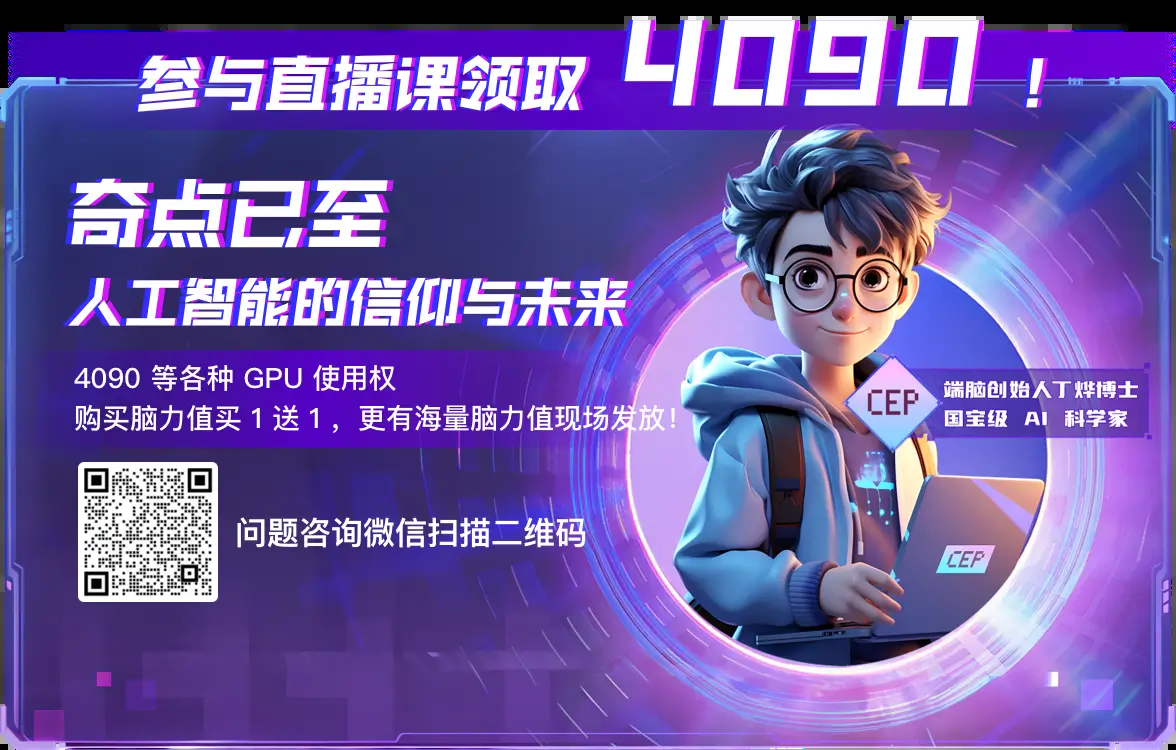 参与直播课领取 4090 !
奇点已至
人工智能的信仰与未来
4090 等各种 GPU 使用权
购买脑力值买 1 送 1 ，更有海量脑力值现场发放!
CEP
端脑创始人丁烨博士
国宝级 AI 科学家
CEP
问题咨询微信扫描二维码